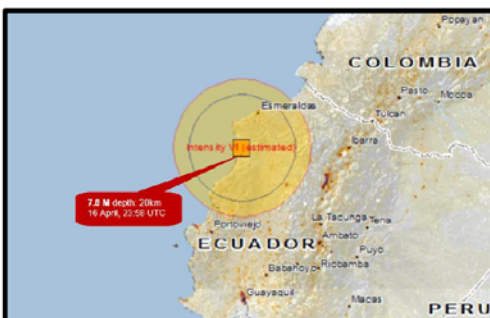 Popayan
COLOMBIA
Pasto
Mocoa
Esmeraldas
Tulcan
Intensity VI (estimated)
Ibarra
7.8 M depth: 20km
16 April, 23:58 UTC
Portoviejo
La Tacunga
Tena
ECUADOR
Ambato
Puyo
Babahoyo
Riobamba
Guayaquil
Macas
PERU